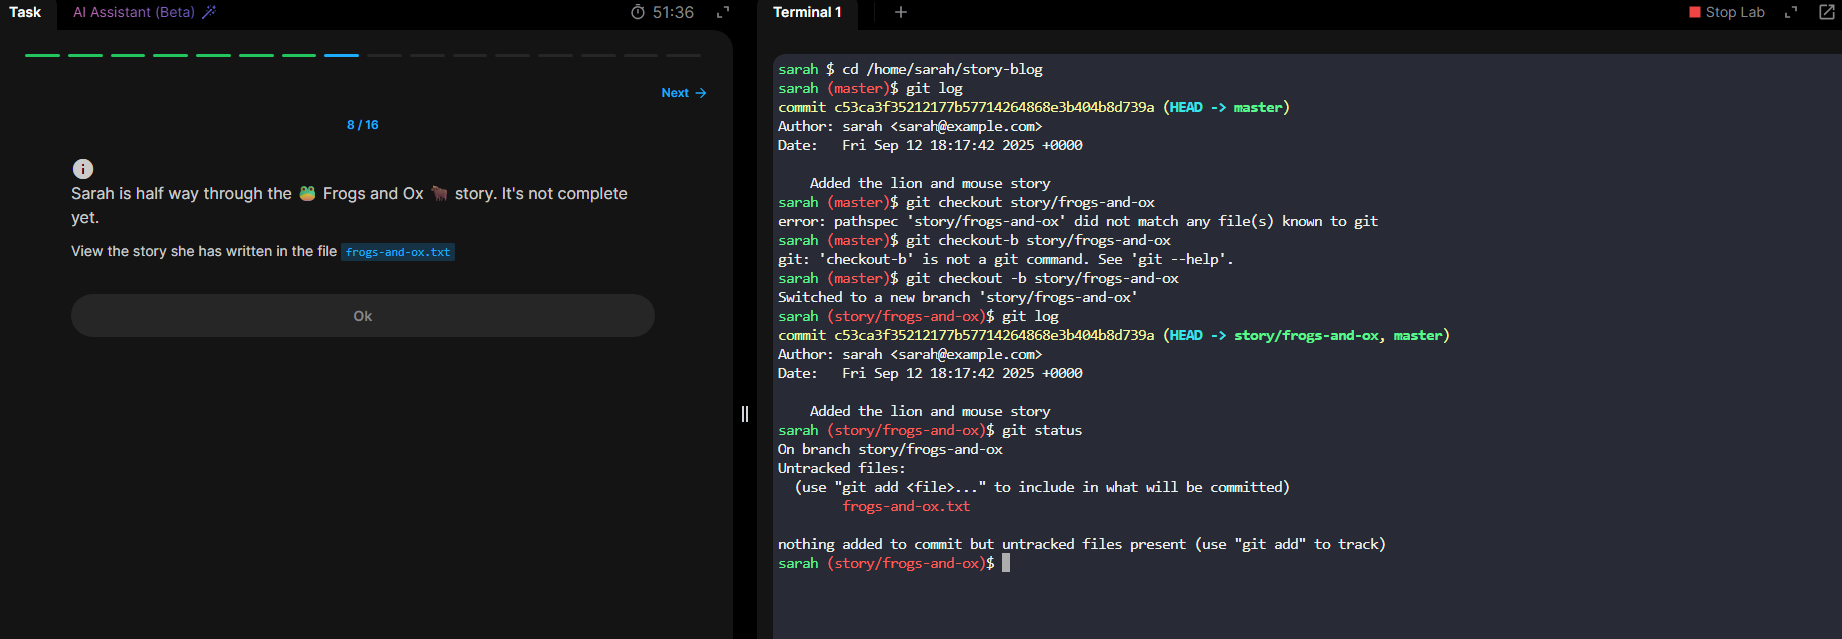 Task
AI Assistant (Beta)
51:36
Next →
8 / 16
Sarah is half way through the 🐸 Frogs and Ox 🐂 story. It's not complete
yet.
View the story she has written in the file frogs-and-ox.txt
Ok
Terminal 1
+
Stop Lab
sarah $ cd /home/sarah/story-blog
sarah (master)$ git log
commit c53ca3f35212177b57714264868e3b404b8d739a (HEAD -> master)
Author: sarah <sarah@example.com>
Date:   Fri Sep 12 18:17:42 2025 +0000
    Added the lion and mouse story
sarah (master)$ git checkout story/frogs-and-ox
error: pathspec 'story/frogs-and-ox' did not match any file(s) known to git
sarah (master)$ git checkout-b story/frogs-and-ox
git: 'checkout-b' is not a git command. See 'git --help'.
sarah (master)$ git checkout -b story/frogs-and-ox
Switched to a new branch 'story/frogs-and-ox'
sarah (story/frogs-and-ox)$ git log
commit c53ca3f35212177b57714264868e3b404b8d739a (HEAD -> story/frogs-and-ox, master)
Author: sarah <sarah@example.com>
Date:   Fri Sep 12 18:17:42 2025 +0000
    Added the lion and mouse story
sarah (story/frogs-and-ox)$ git status
On branch story/frogs-and-ox
Untracked files:
  (use "git add <file>..." to include in what will be committed)
        frogs-and-ox.txt
nothing added to commit but untracked files present (use "git add" to track)
sarah (story/frogs-and-ox)$